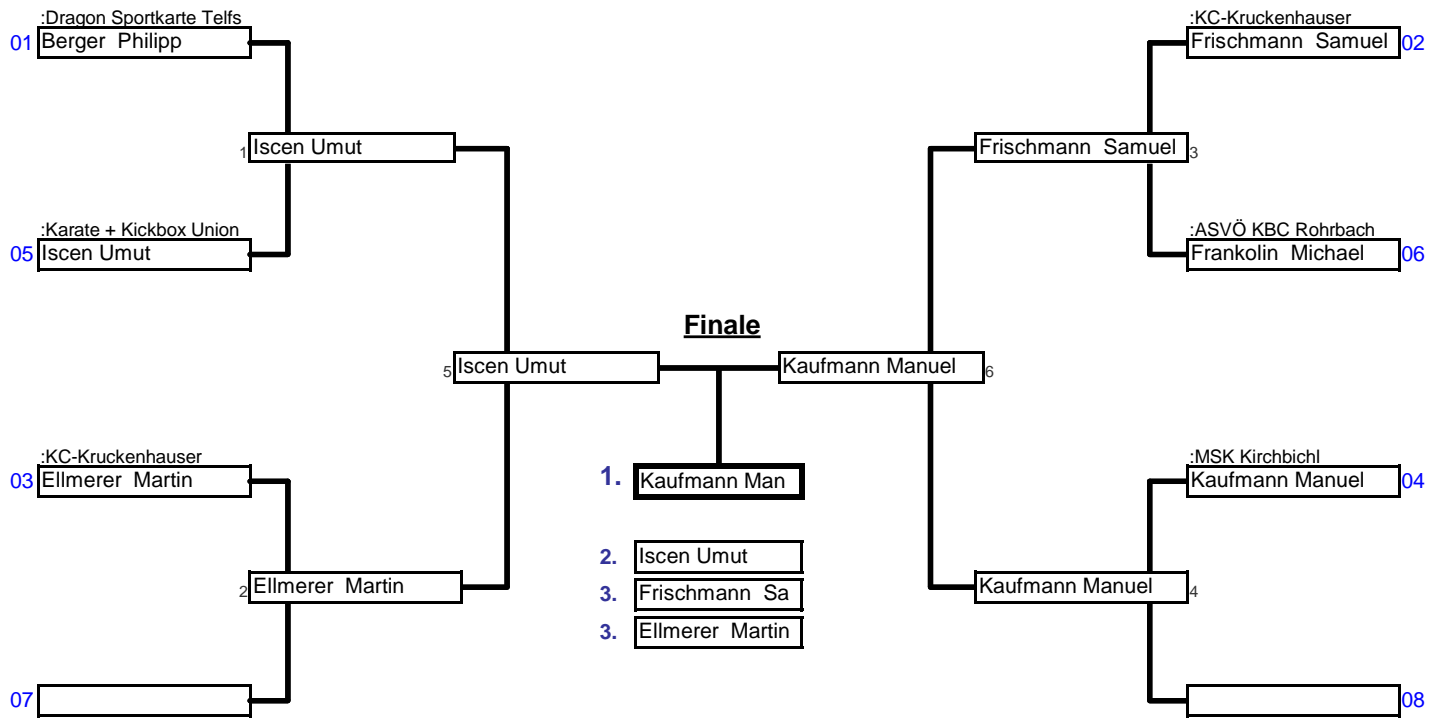 :Dragon Sportkarte Telfs
01 Berger Philipp
1 Iscen Umut
:Karate + Kickbox Union
05 Iscen Umut
5 Iscen Umut
:KC-Kruckenhauser
03 Ellmerer Martin
2 Ellmerer Martin
07
Finale
1. Kaufmann Man
2. Iscen Umut
3. Frischmann Sa
3. Ellmerer Martin
:KC-Kruckenhauser
Frischmann Samuel 02
Frischmann Samuel 3
:ASVÖ KBC Rohrbach
Frankolin Michael 06
Kaufmann Manuel 6
:MSK Kirchbichl
Kaufmann Manuel 04
Kaufmann Manuel 4
08